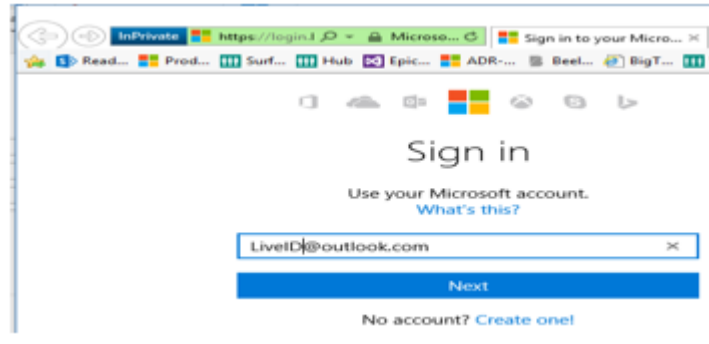 InPrivate https://login.l Microso... Sign in to your Micro... ×
Read... Prod... Surf... Hub Epic... ADR-... Beel... BigT...
Sign in
Use your Microsoft account.
What's this?
LiveID@outlook.com ×
Next
No account? Create one!